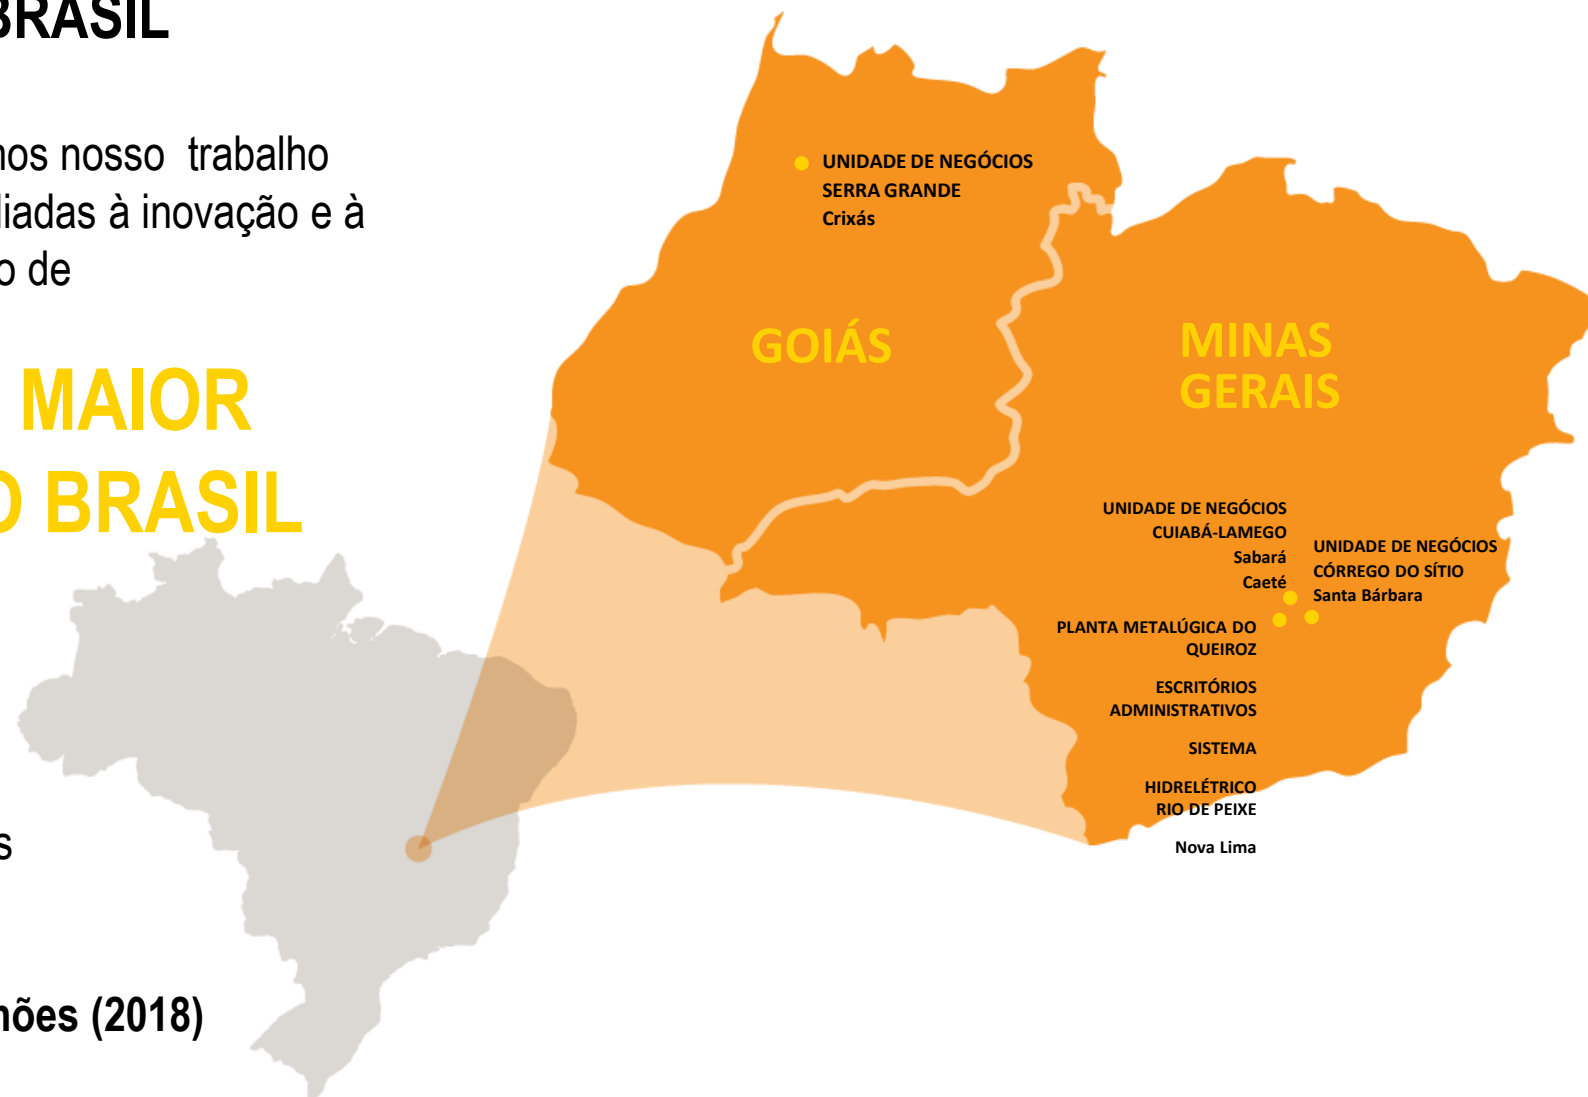 BRASIL
nos nosso trabalho
liadas à inovação e à
o de
MAIOR
O BRASIL
s
nões (2018)
UNIDADE DE NEGÓCIOS
SERRA GRANDE
Crixás
GOIÁS
MINAS
GERAIS
UNIDADE DE NEGÓCIOS
CUIABÁ-LAMEGO
Sabará
Caeté
UNIDADE DE NEGÓCIOS
CÓRREGO DO SÍTIO
Santa Bárbara
PLANTA METALÚGICA DO
QUEIROZ
ESCRITÓRIOS
ADMINISTRATIVOS
SISTEMA
HIDRELÉTRICO
RIO DE PEIXE
Nova Lima